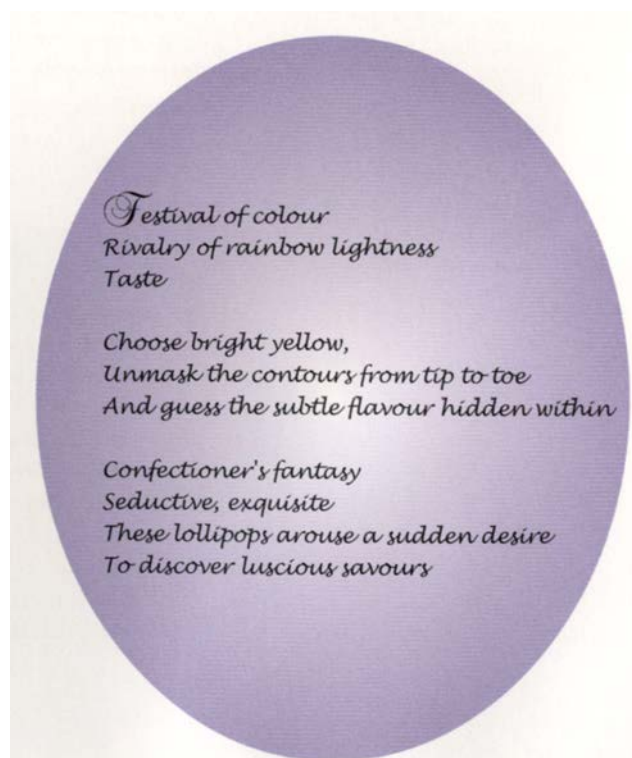 Festival of colour
Rivalry of rainbow lightness
Taste
Choose bright yellow,
Unmask the contours from tip to toe
And guess the subtle flavour hidden within
Confectioner's fantasy
Seductive, exquisite
These lollipops arouse a sudden desire
To discover luscious savours